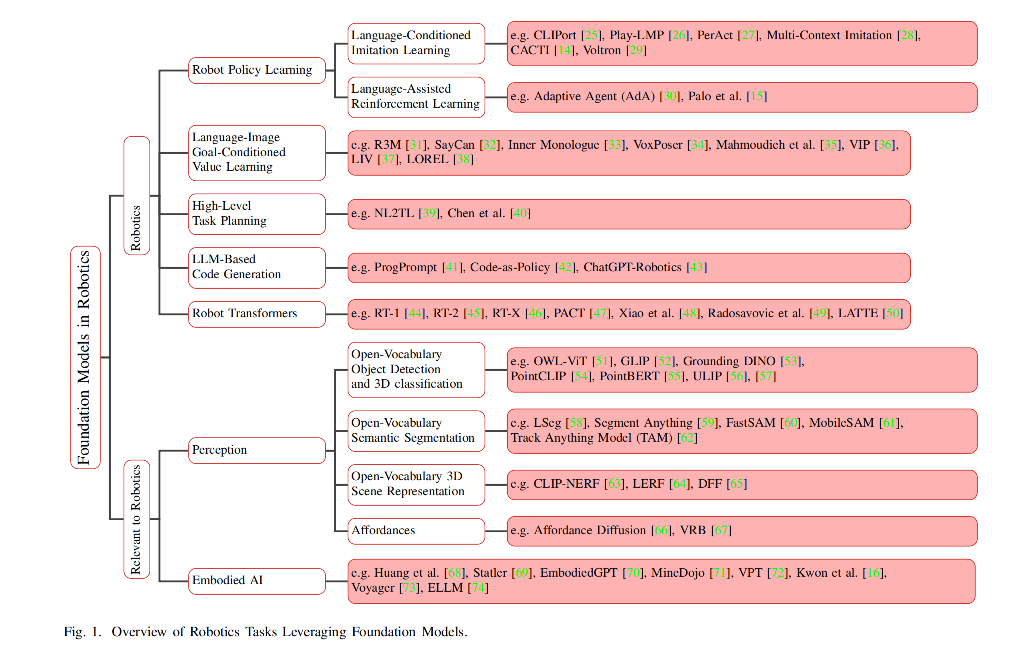 Foundation Models in Robotics
Robotics
Robot Policy Learning
Language-Conditioned
Imitation Learning
e.g. CLIPort [25], Play-LMP [26], PerAct [27], Multi-Context Imitation [28],
CACTI [14], Voltron [29]
Language-Assisted
Reinforcement Learning
e.g. Adaptive Agent (AdA) [30], Palo et al. [15]
Language-Image
Goal-Conditioned
Value Learning
e.g. R3M [31], SayCan [32], Inner Monologue [33], VoxPoser [34], Mahmoudieh et al. [35], VIP [36],
LIV [37], LOREL [38]
High-Level
Task Planning
e.g. NL2TL [39], Chen et al. [40]
LLM-Based
Code Generation
e.g. ProgPrompt [41], Code-as-Policy [42], ChatGPT-Robotics [43]
Robot Transformers
e.g. RT-1 [44], RT-2 [45], RT-X [46], PACT [47], Xiao et al. [48], Radosavovic et al. [49], LATTE [50]
Relevant to Robotics
Perception
Open-Vocabulary
Object Detection
and 3D classification
e.g. OWL-ViT [51], GLIP [52], Grounding DINO [53],
PointCLIP [54], PointBERT [55], ULIP [56], [57]
Open-Vocabulary
Semantic Segmentation
e.g. LSeg [58], Segment Anything [59], FastSAM [60], MobileSAM [61],
Track Anything Model (TAM) [62]
Open-Vocabulary 3D
Scene Representation
e.g. CLIP-NERF [63], LERF [64], DFF [65]
Affordances
e.g. Affordance Diffusion [66], VRB [67]
Embodied AI
e.g. Huang et al. [68], Statler [69], EmbodiedGPT [70], MineDojo [71], VPT [72], Kwon et al. [16],
Voyager [73], ELLM [74]
Fig. 1. Overview of Robotics Tasks Leveraging Foundation Models.